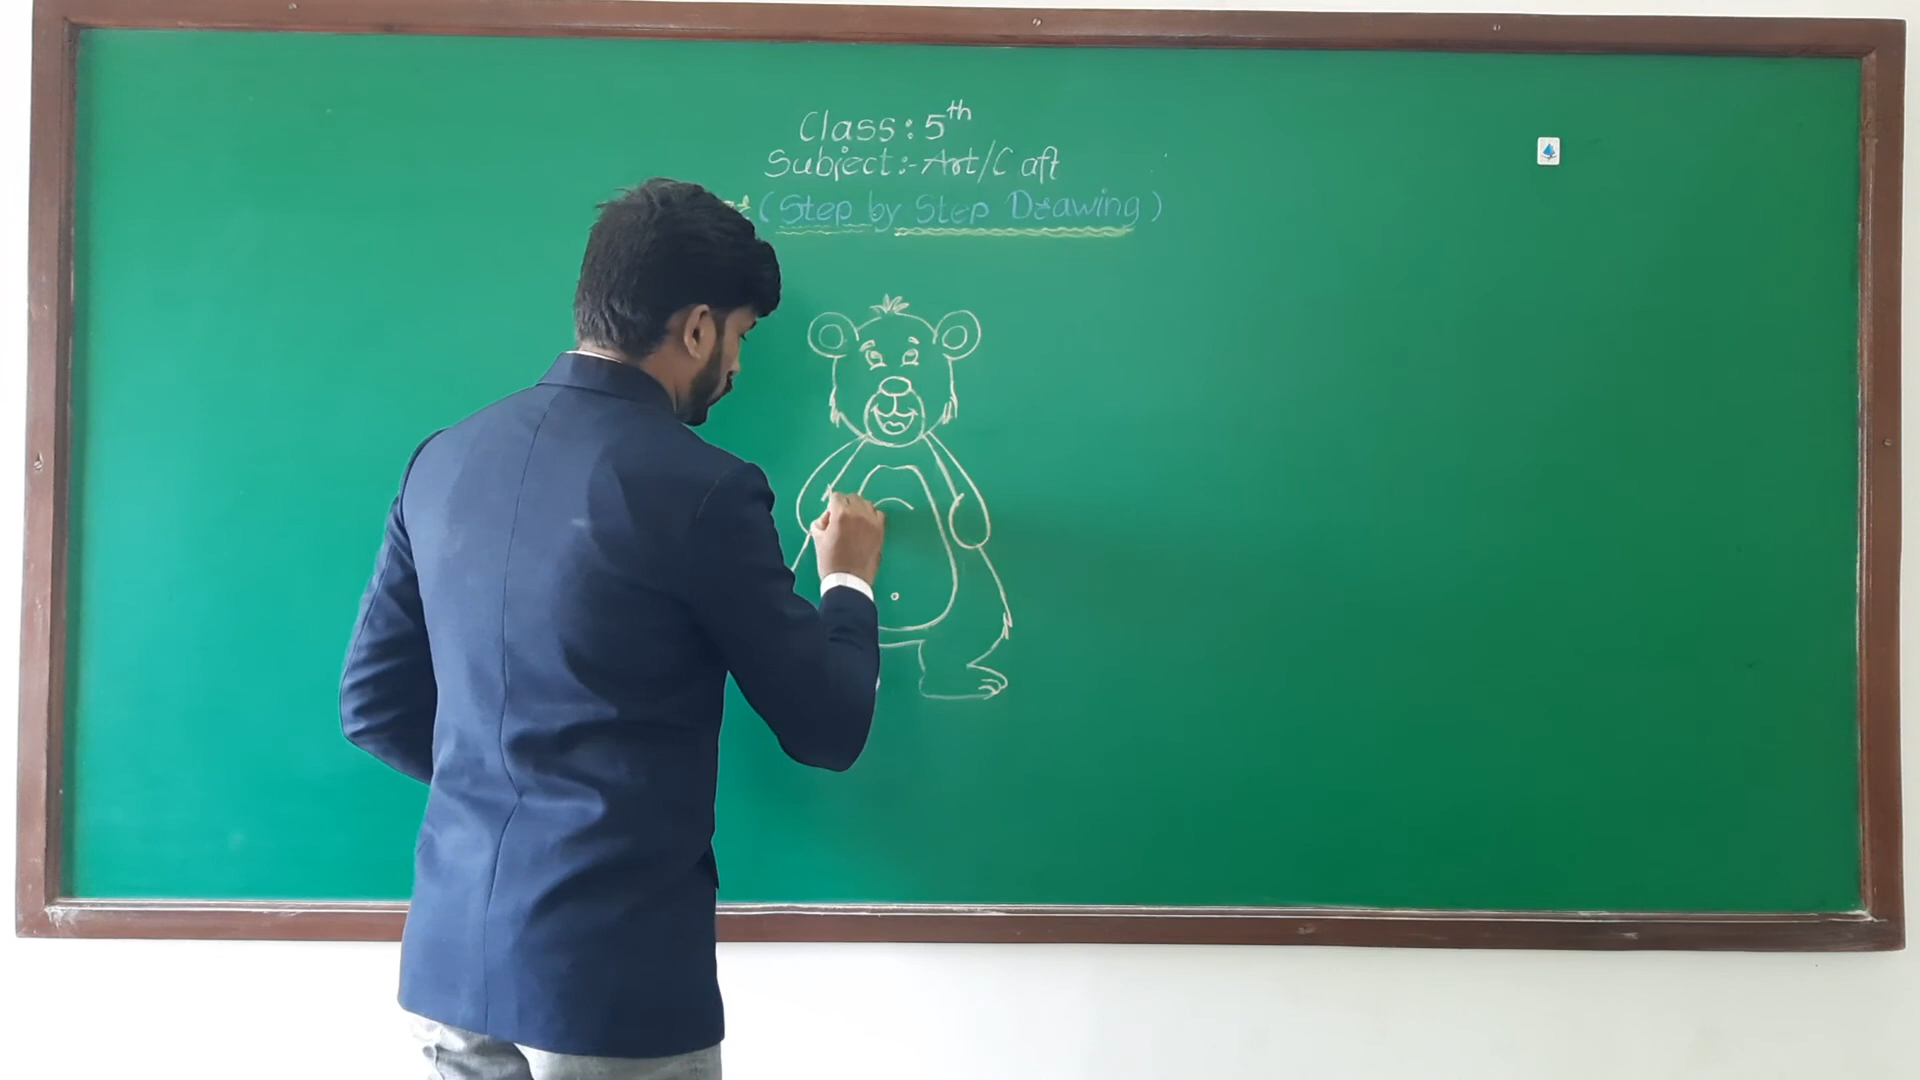 Class: 5th
Subject:- Art/C aft
(Step by Step Drawing)